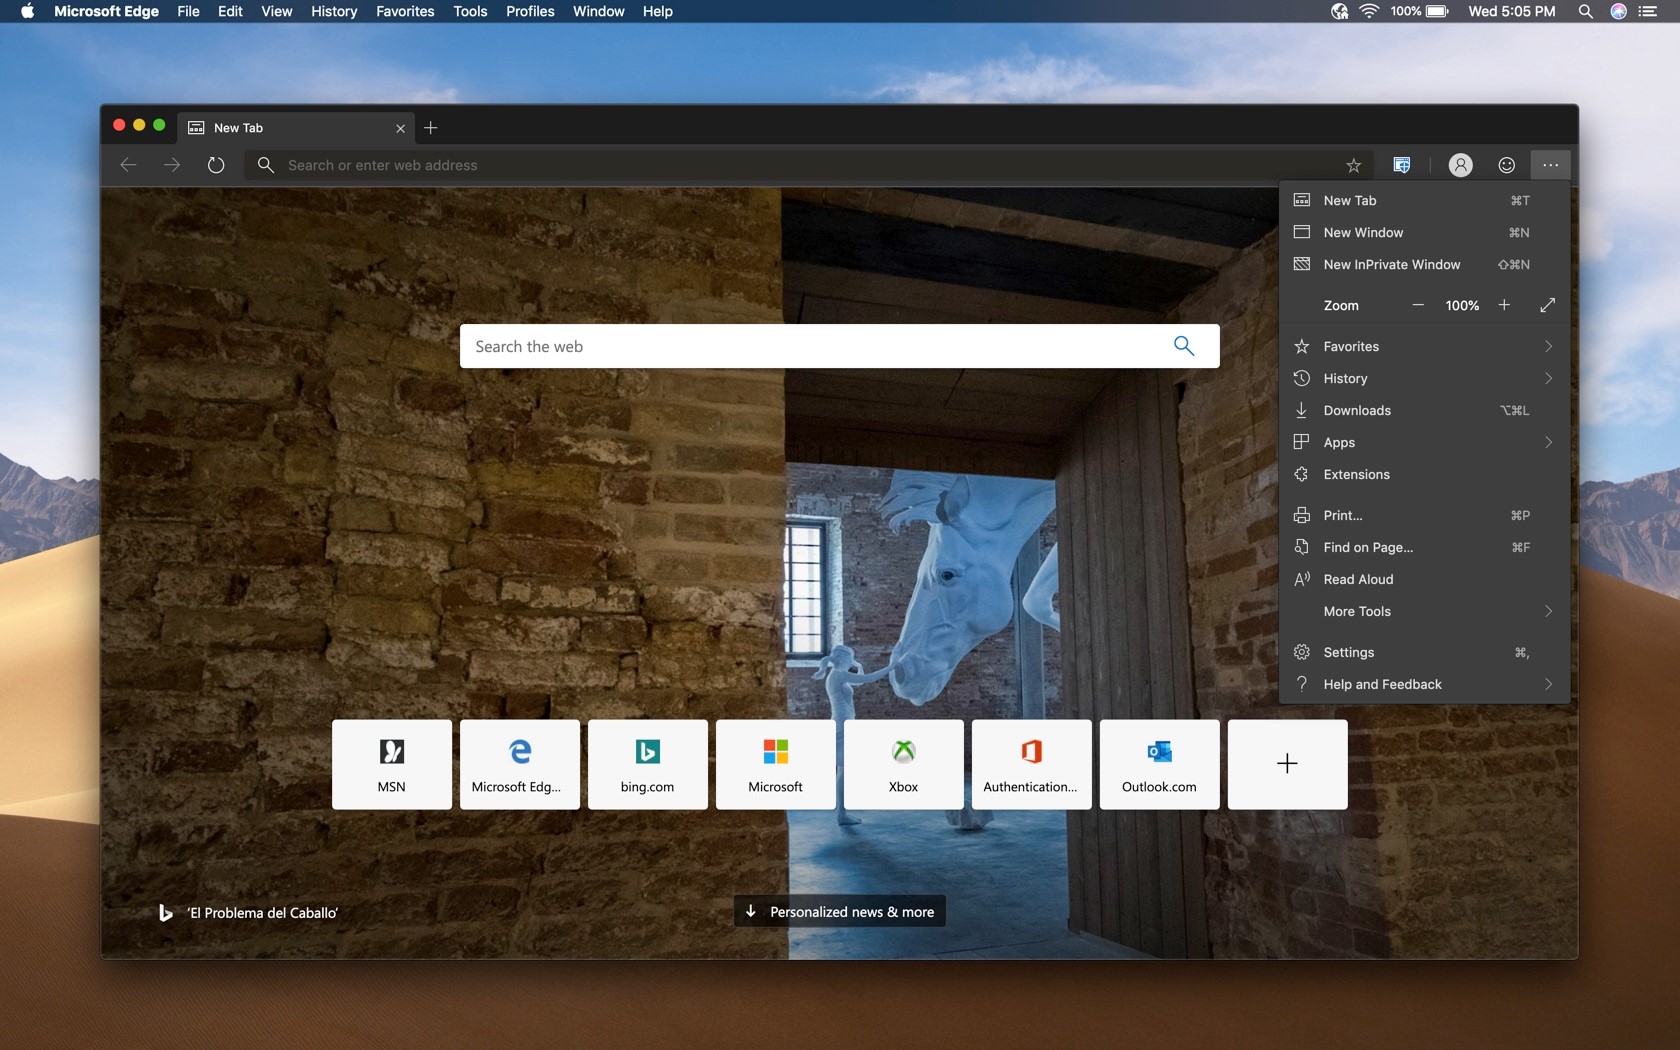 Microsoft Edge File Edit View History Favorites Tools Profiles Window Help 100% Wed 5:05 PM
New Tab
Search or enter web address
New Tab ⌘T
New Window ⌘N
New InPrivate Window ⇧⌘N
Zoom 100%
Search the web
Favorites
History
Downloads ⌥⌘L
Apps
Extensions
Print... ⌘P
Find on Page... ⌘F
Read Aloud
More Tools
Settings ⌘,
Help and Feedback
MSN
Microsoft Edg...
bing.com
Microsoft
Xbox
Authentication...
Outlook.com
'El Problema del Caballo'
Personalized news & more